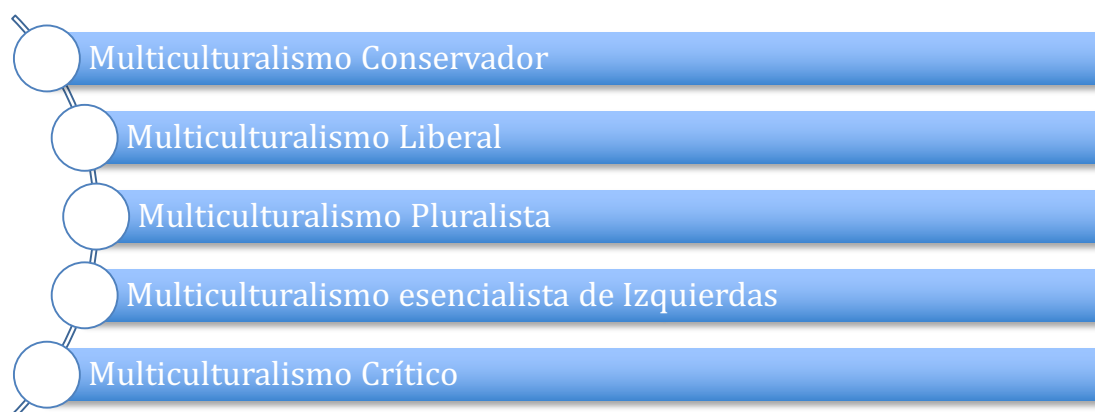 Multiculturalismo Conservador
Multiculturalismo Liberal
Multiculturalismo Pluralista
Multiculturalismo esencialista de Izquierdas
Multiculturalismo Crítico